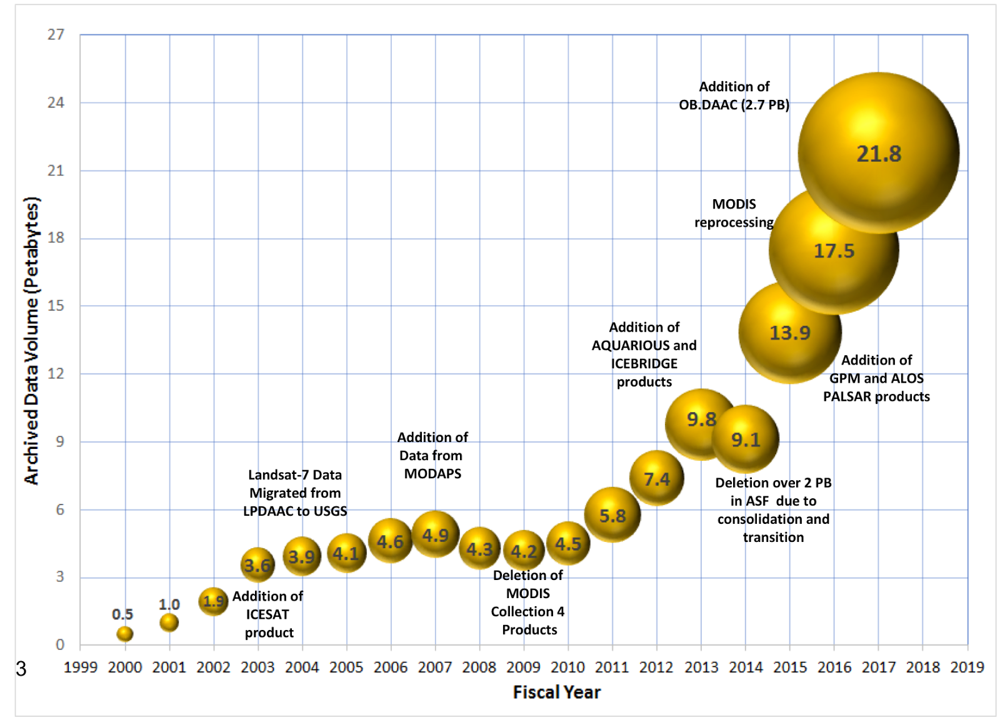 27
24
21
18
15
12
9
6
3
0
Archived Data Volume (Petabytes)
Addition of
OB.DAAC (2.7 PB)
21.8
MODIS
reprocessing
17.5
13.9
Addition of
AQUARIOUS and
ICEBRIDGE
products
Addition of
GPM and ALOS
PALSAR products
9.8
9.1
Addition of
Data from
MODAPS
Landsat-7 Data
Migrated from
LPDAAC to USGS
7.4
Deletion over 2 PB
in ASF due to
consolidation and
transition
5.8
0.5
1.0
1.9
3.6
3.9
4.1
4.6
4.9
4.3
4.2
4.5
Addition of
ICESAT
product
Deletion of
MODIS
Collection 4
Products
3
1999 2000 2001 2002 2003 2004 2005 2006 2007 2008 2009 2010 2011 2012 2013 2014 2015 2016 2017 2018 2019
Fiscal Year